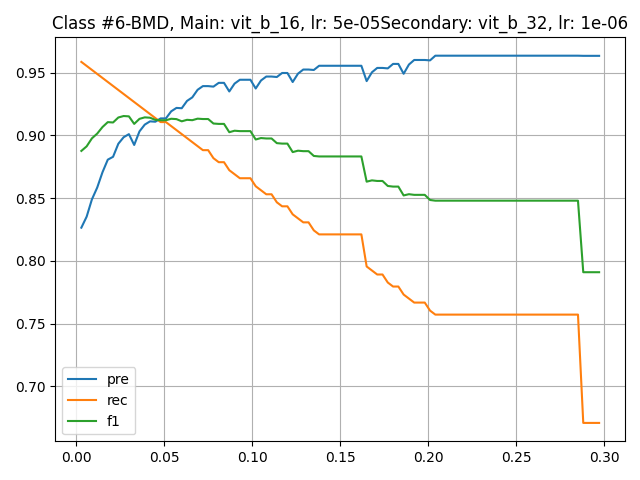 Class #6-BMD, Main: vit_b_16, lr: 5e-05Secondary: vit_b_32, lr: 1e-06
0.95
0.90
0.85
0.80
0.75
0.70
pre
rec
f1
0.00 0.05 0.10 0.15 0.20 0.25 0.30